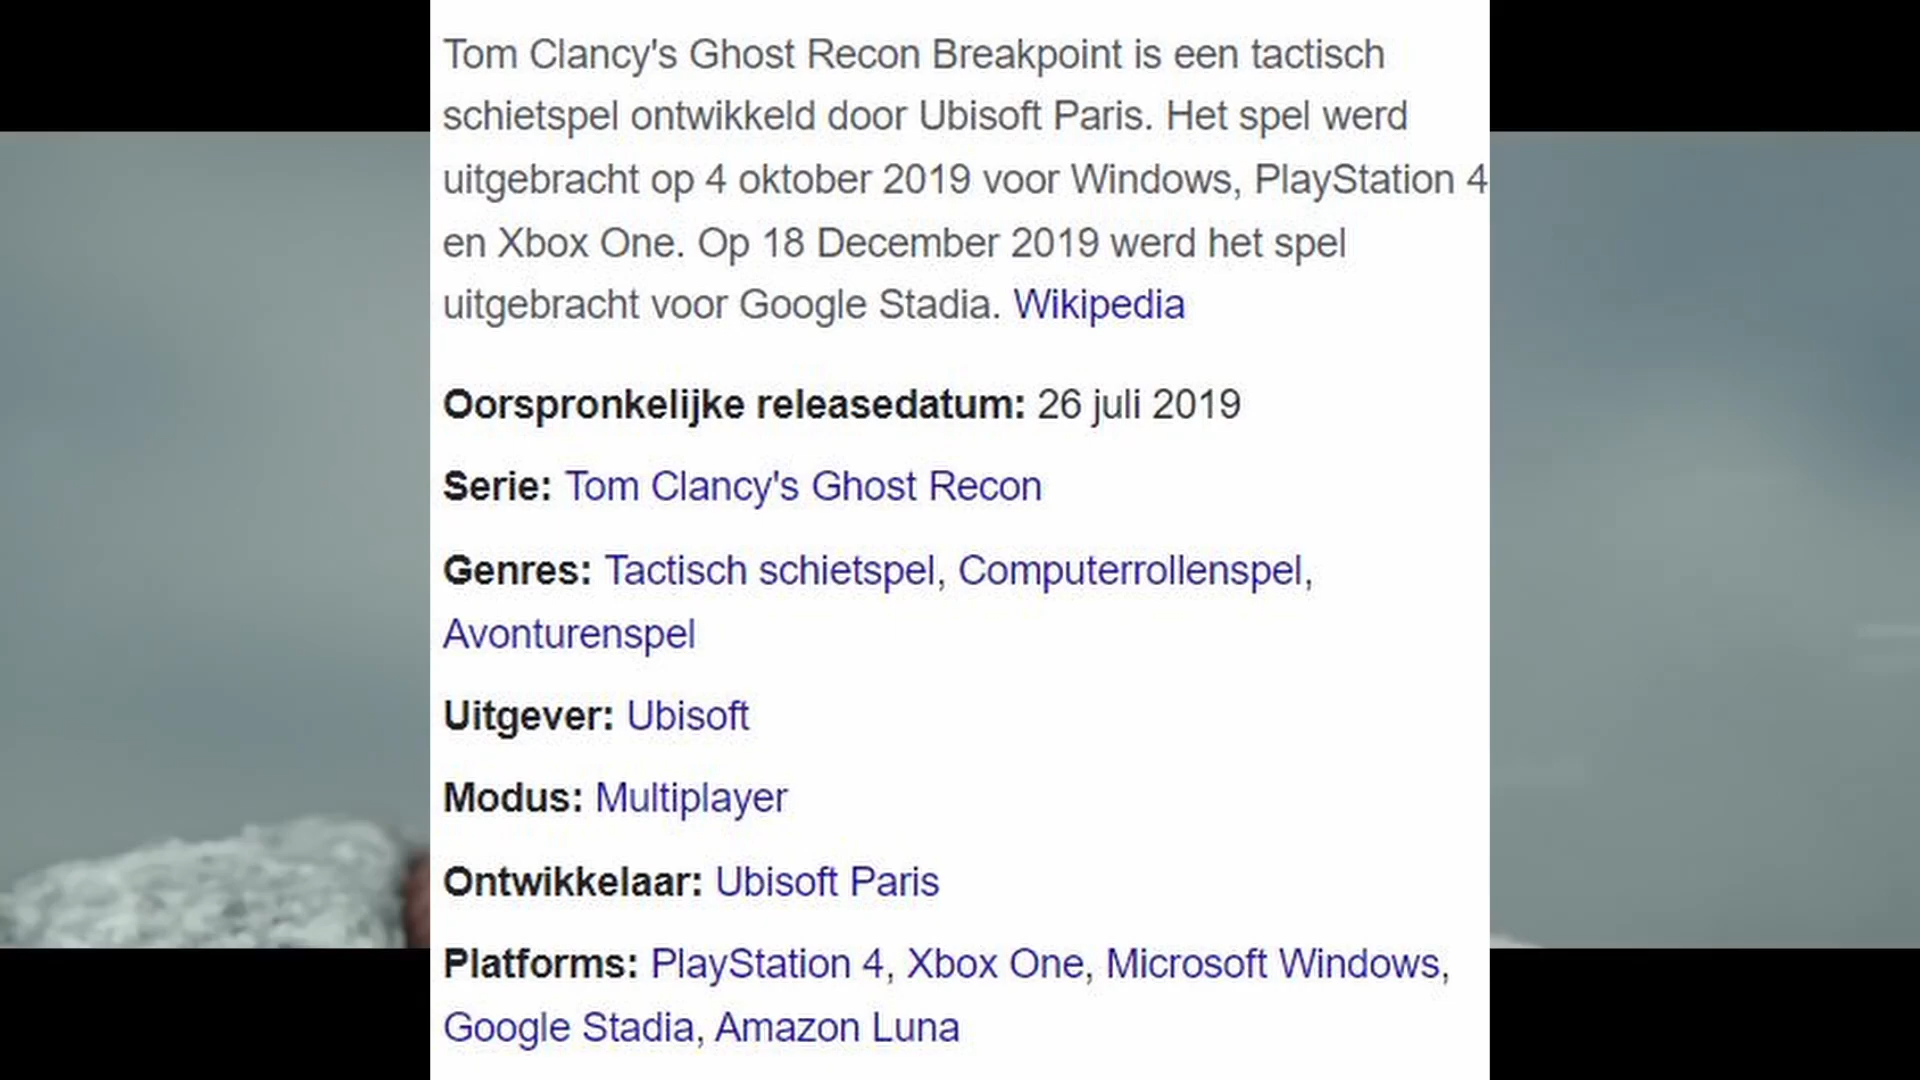 Tom Clancy's Ghost Recon Breakpoint is een tactisch
schietspel ontwikkeld door Ubisoft Paris. Het spel werd
uitgebracht op 4 oktober 2019 voor Windows, PlayStation 4
en Xbox One. Op 18 December 2019 werd het spel
uitgebracht voor Google Stadia. Wikipedia
Oorspronkelijke releasedatum: 26 juli 2019
Serie: Tom Clancy's Ghost Recon
Genres: Tactisch schietspel, Computerrollenspel,
Avonturenspel
Uitgever: Ubisoft
Modus: Multiplayer
Ontwikkelaar: Ubisoft Paris
Platforms: PlayStation 4, Xbox One, Microsoft Windows,
Google Stadia, Amazon Luna